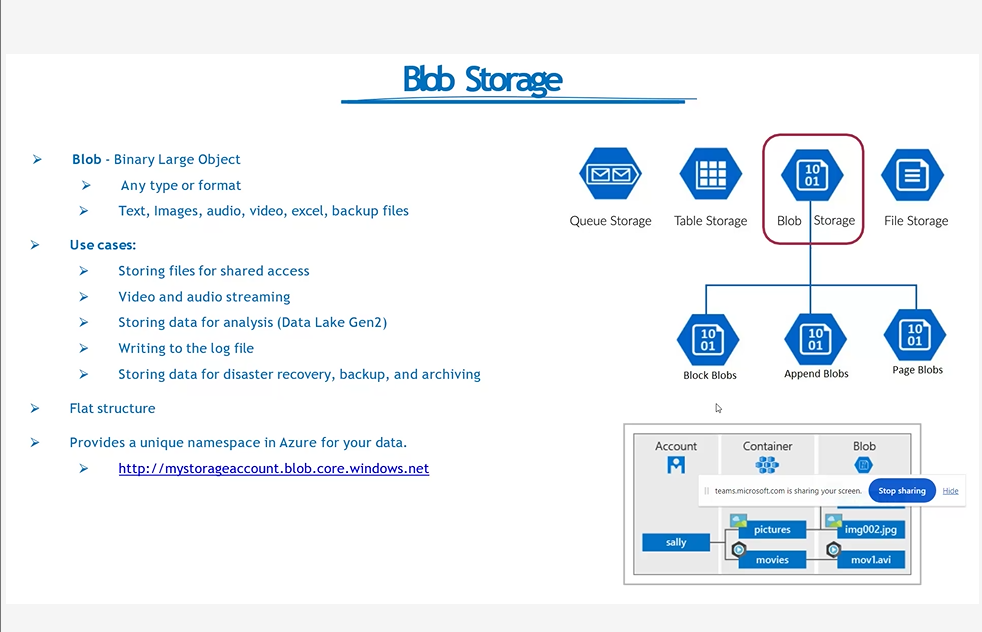 Blob Storage
Blob - Binary Large Object
Any type or format
Text, Images, audio, video, excel, backup files
Use cases:
Storing files for shared access
Video and audio streaming
Storing data for analysis (Data Lake Gen2)
Writing to the log file
Storing data for disaster recovery, backup, and archiving
Flat structure
Provides a unique namespace in Azure for your data.
http://mystorageaccount.blob.core.windows.net
Queue Storage
Table Storage
Blob Storage
File Storage
10
01
10
01
10
01
10
01
Block Blobs
Append Blobs
Page Blobs
Account
Container
Blob
teams.microsoft.com is sharing your screen.
Stop sharing
Hide
pictures
img002.jpg
sally
movies
mov1.avi